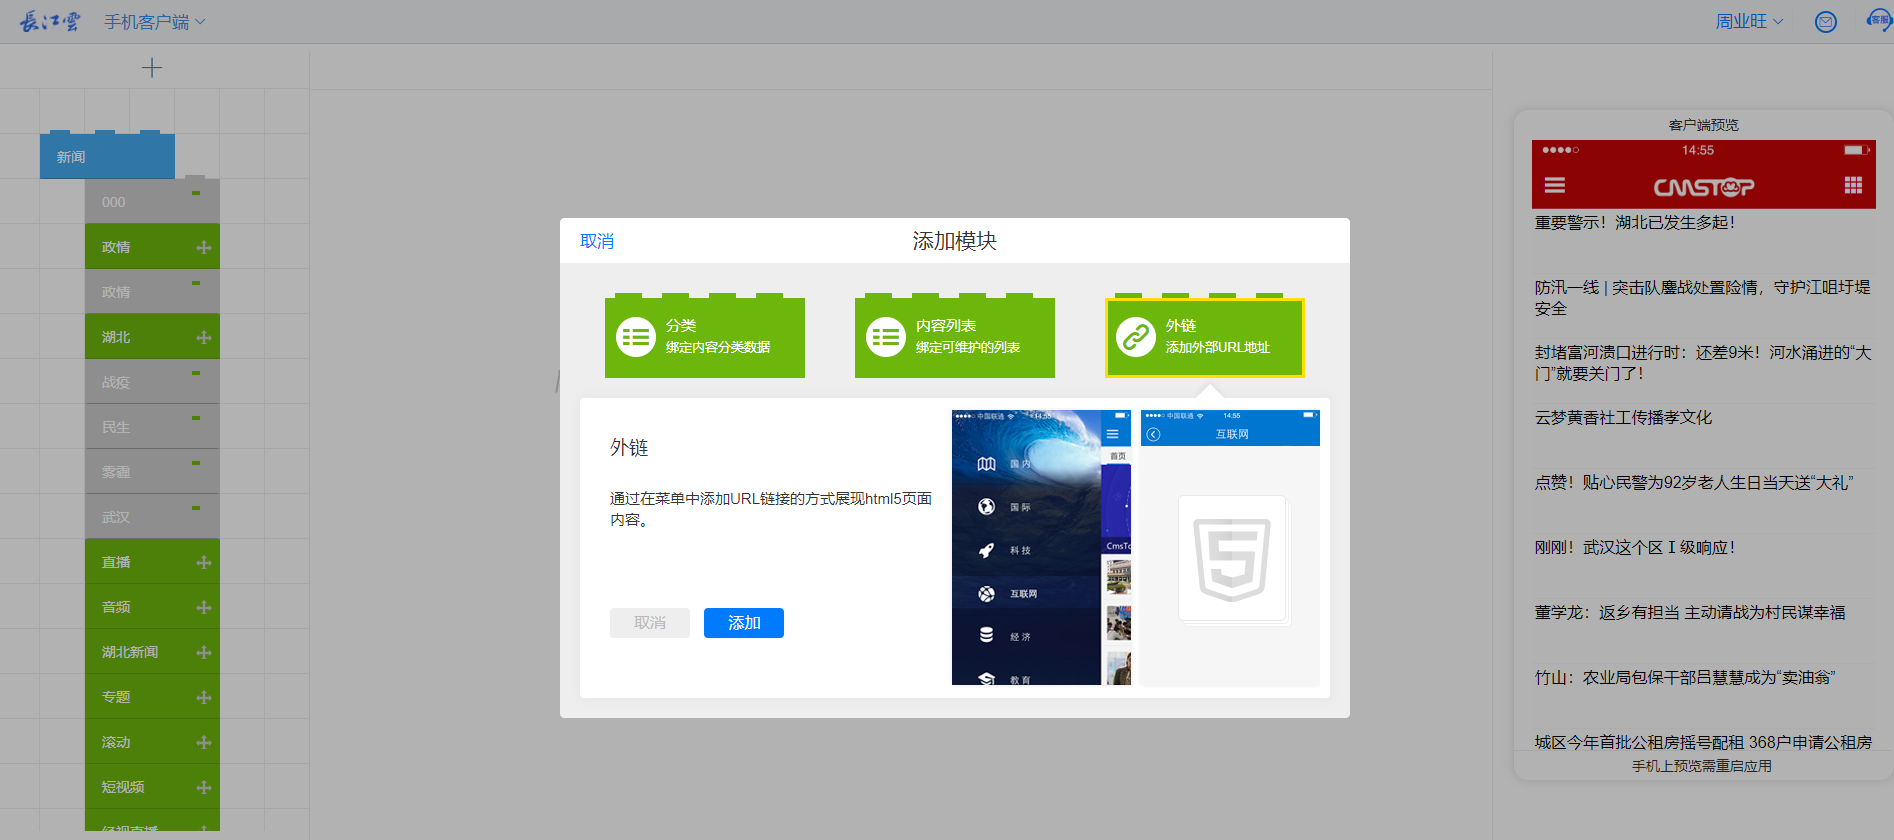 長江雲
手机客户端
周业旺
客服
新闻
000
政情
政情
湖北
战疫
民生
雾霾
武汉
直播
音频
湖北新闻
专题
滚动
短视频
经视直播
取消
添加模块
分类
绑定内容分类数据
内容列表
绑定可维护的列表
外链
添加外部URL地址
外链
通过在菜单中添加URL链接的方式展现html5页面
内容。
取消
添加
中国联通
14:55
国内
国际
科技
互联网
经济
教育
首页
CmsTo
中国联通
14:55
互联网
5
客户端预览
14:55
CMSTOP
重要警示！湖北已发生多起！
防汛一线 | 突击队鏖战处置险情，守护江咀圩堤
安全
封堵富河溃口进行时：还差9米！河水涌进的“大
门”就要关门了！
云梦黄香社工传播孝文化
点赞！贴心民警为92岁老人生日当天送“大礼”
刚刚！武汉这个区Ⅰ级响应！
董学龙：返乡有担当 主动请战为村民谋幸福
竹山：农业局包保干部吕慧慧成为“卖油翁”
城区今年首批公租房摇号配租 368户申请公租房
手机上预览需重启应用